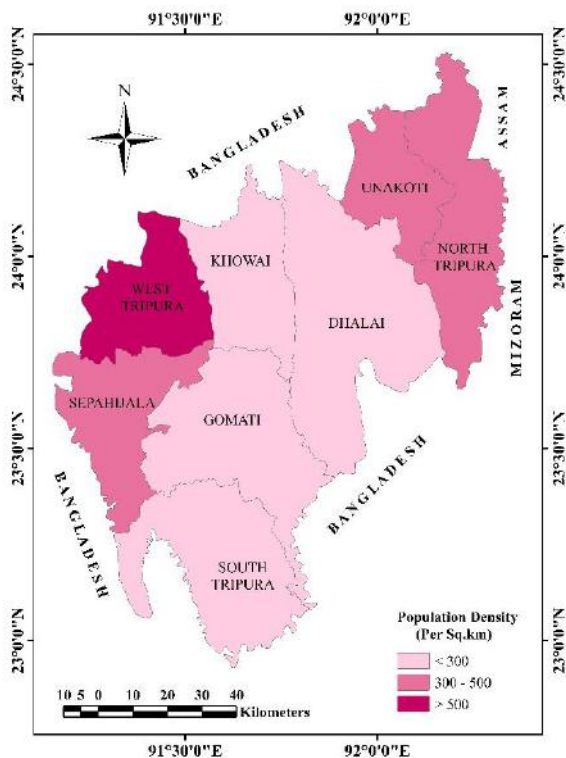 91°30'0"E 92°0'0"E
24°30'0"N
24°30'0"N
N
BANGLADESH
ASSAM
UNAKOTI
24°0'0"N
24°0'0"N
KHOWAI
NORTH
TRIPURA
WEST
TRIPURA
DHALAI
MIZORAM
SEPAHIJALA
GOMATI
23°30'0"N
23°30'0"N
BANGLADESH
BANGLADESH
SOUTH
TRIPURA
23°0'0"N
23°0'0"N
Population Density
(Per Sq.km)
< 300
300 - 500
> 500
10 5 0 10 20 30 40
Kilometers
91°30'0"E 92°0'0"E